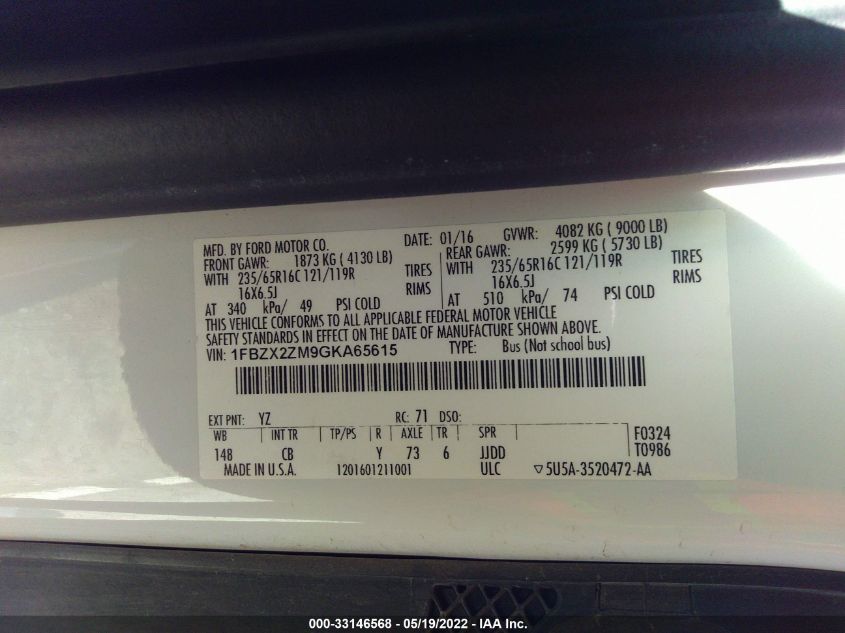 MFD. BY FORD MOTOR CO. DATE: 01/16 GVWR: 4082 KG ( 9000 LB)
FRONT GAWR: 1873 KG ( 4130 LB) REAR GAWR: 2599 KG ( 5730 LB)
WITH 235/65R16C 121/119R TIRES WITH 235/65R16C 121/119R TIRES
16X6.5J RIMS 16X6.5J RIMS
AT 340 kPa/ 49 PSI COLD AT 510 kPa/ 74 PSI COLD
THIS VEHICLE CONFORMS TO ALL APPLICABLE FEDERAL MOTOR VEHICLE
SAFETY STANDARDS IN EFFECT ON THE DATE OF MANUFACTURE SHOWN ABOVE.
VIN: 1FBZX2ZM9GKA65615 TYPE: Bus (Not school bus)
EXT PNT: YZ RC: 71 DSO:
WB INT TR TP/PS R AXLE TR SPR F0324
148 CB Y 73 6 JJDD T0986
MADE IN U.S.A. 1201601211001 ULC ▽5U5A-3520472-AA
000-33146568 - 05/19/2022 - IAA Inc.